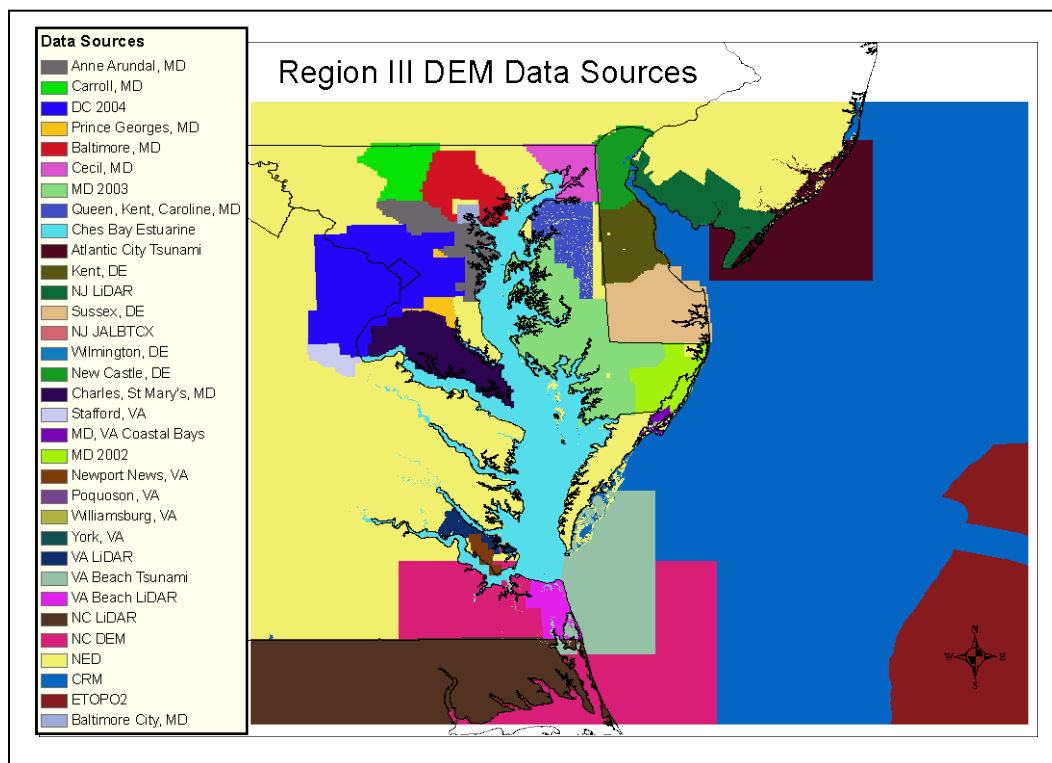 Data Sources
Anne Arundal, MD
Carroll, MD
DC 2004
Prince Georges, MD
Baltimore, MD
Cecil, MD
MD 2003
Queen, Kent, Caroline, MD
Ches Bay Estuarine
Atlantic City Tsunami
Kent, DE
NJ LiDAR
Sussex, DE
NJ JALBTCX
Wilmington, DE
New Castle, DE
Charles, St Mary's, MD
Stafford, VA
MD, VA Coastal Bays
MD 2002
Newport News, VA
Poquoson, VA
Williamsburg, VA
York, VA
VA LiDAR
VA Beach Tsunami
VA Beach LiDAR
NC LiDAR
NC DEM
NED
CRM
ETOPO2
Baltimore City, MD
Region III DEM Data Sources
N
W E
S